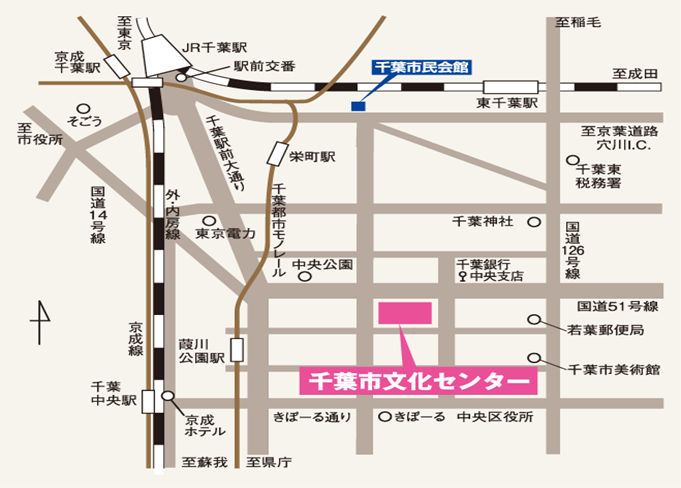 至東京
至稲毛
JR千葉駅
京成
千葉駅
駅前交番
千葉市民会館
至成田
東千葉駅
そごう
至
市役所
千葉駅前大通り
栄町駅
至京葉道路
穴川I.C.
千葉東
税務署
国道14号線
外・内房線
千葉都市モノレール
東京電力
千葉神社
国道126号線
中央公園
千葉銀行
中央支店
国道51号線
若葉郵便局
京成線
葭川
公園駅
千葉市美術館
千葉市文化センター
千葉
中央駅
京成
ホテル
きぼーる通り
きぼーる
中央区役所
至蘇我
至県庁